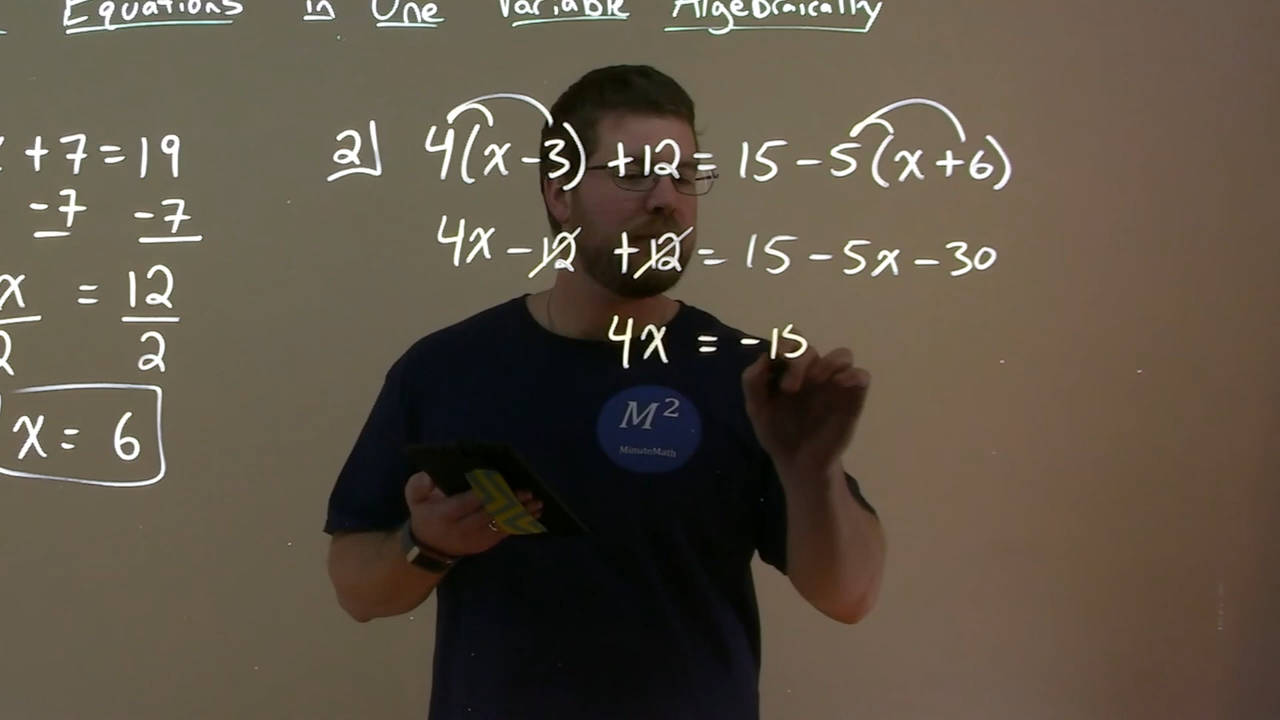 Equations in One Variable Algebraically
x + 7 = 19
-7 -7
x = 12
2 2
x = 6
2] 4(x - 3) + 12 = 15 - 5(x + 6)
4x - 12 + 12 = 15 - 5x - 30
4x = -15
M²
MinuteMath